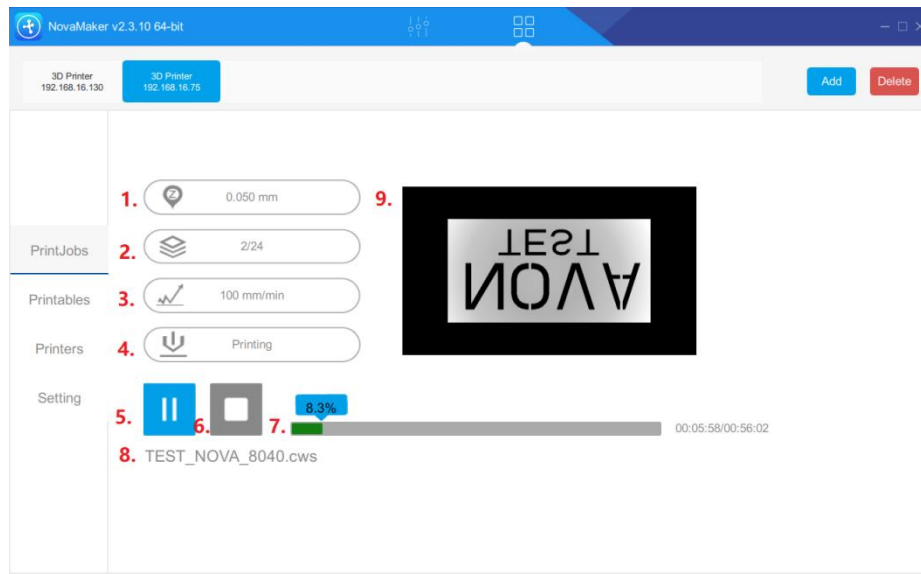 NovaMaker v2.3.10 64-bit
3D Printer
192.168.16.130
3D Printer
192.168.16.75
Add
Delete
PrintJobs
Printables
Printers
Setting
1. 0.050 mm
2. 2/24
3. 100 mm/min
4. Printing
5.
6.
7. 8.3%
00:05:58/00:56:02
8. TEST_NOVA_8040.cws
9.
TEST
NOVA